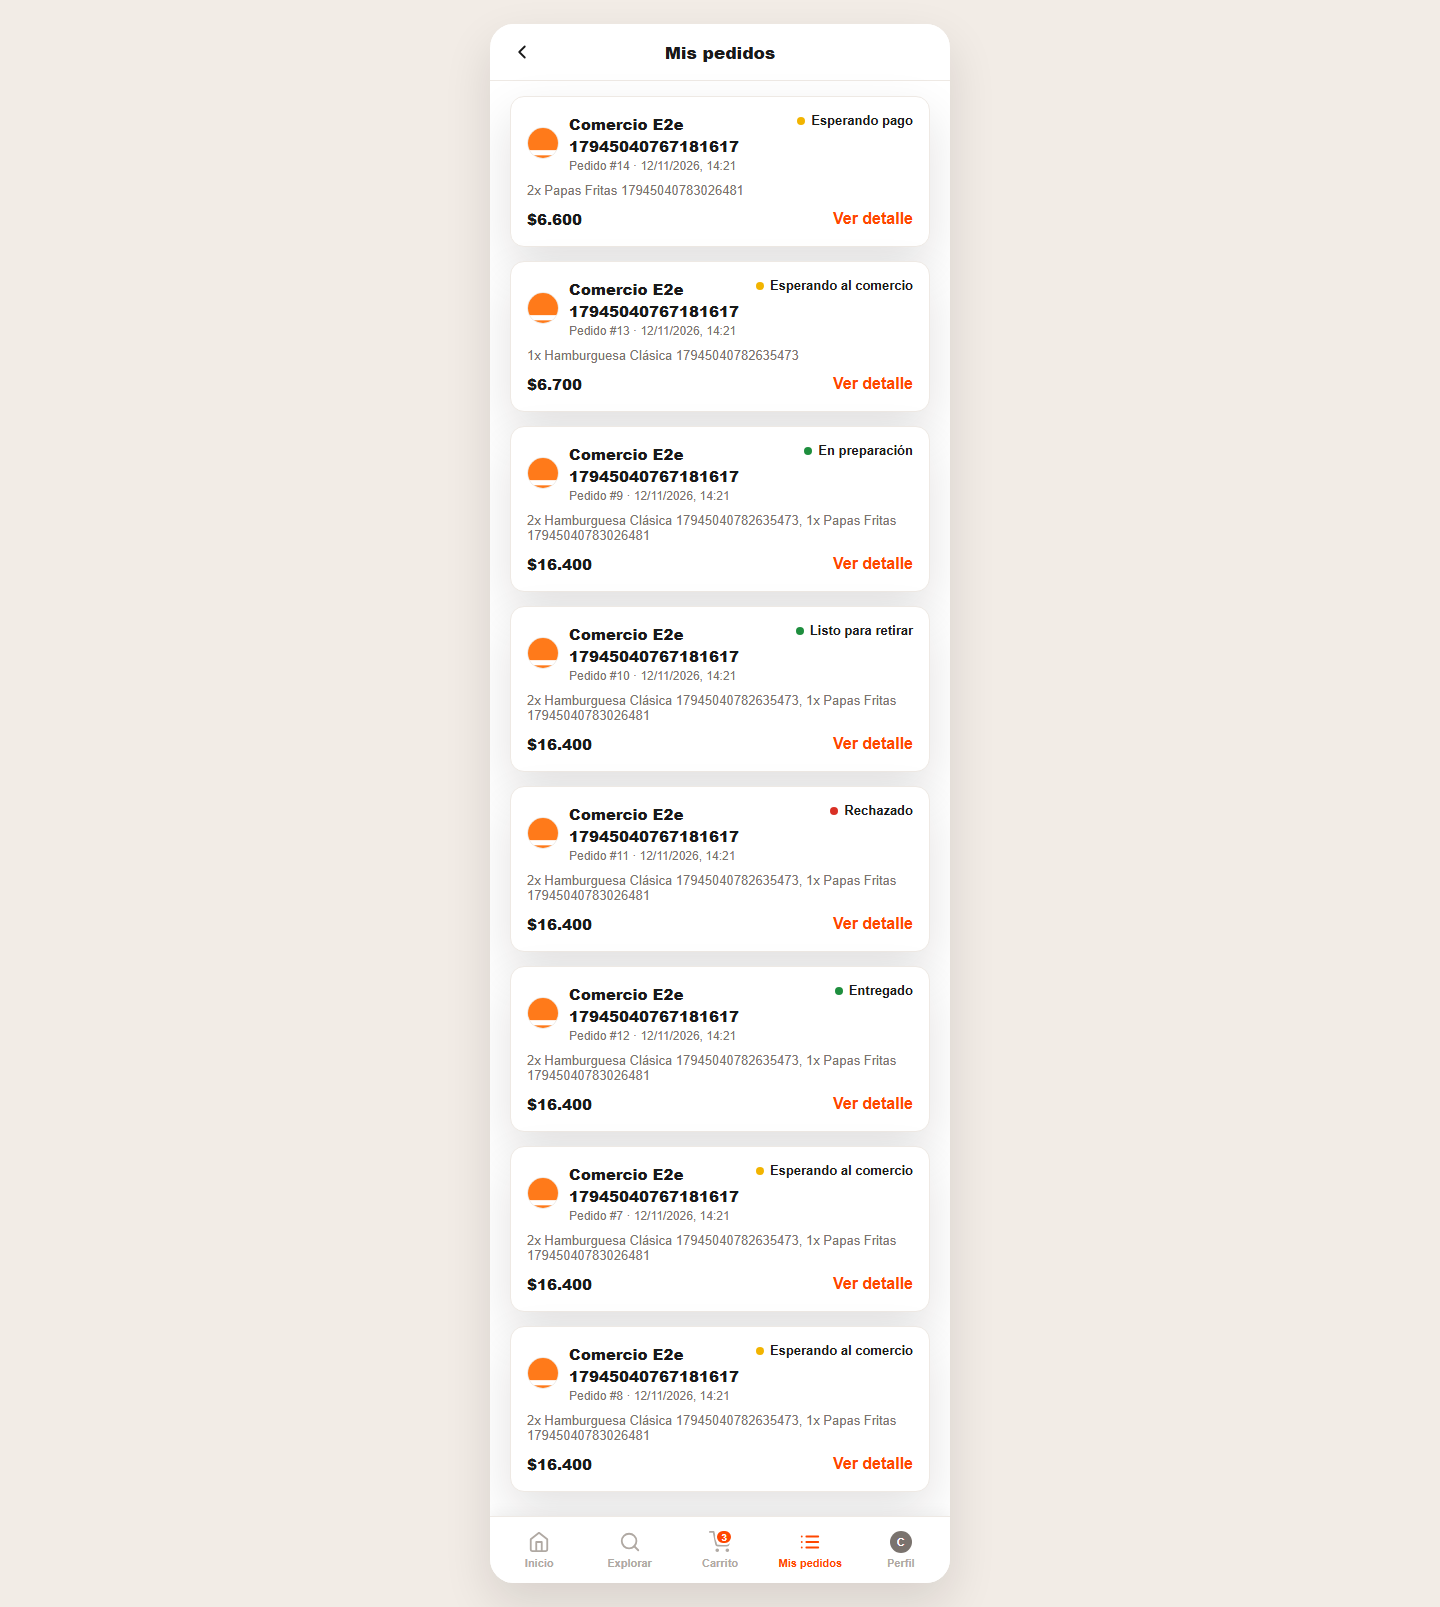 Mis pedidos
Comercio E2e
17945040767181617
Esperando pago
Pedido #14 · 12/11/2026, 14:21
2x Papas Fritas 17945040783026481
$6.600
Ver detalle
Comercio E2e
17945040767181617
Esperando al comercio
Pedido #13 · 12/11/2026, 14:21
1x Hamburguesa Clásica 17945040782635473
$6.700
Ver detalle
Comercio E2e
17945040767181617
En preparación
Pedido #9 · 12/11/2026, 14:21
2x Hamburguesa Clásica 17945040782635473, 1x Papas Fritas
17945040783026481
$16.400
Ver detalle
Comercio E2e
17945040767181617
Listo para retirar
Pedido #10 · 12/11/2026, 14:21
2x Hamburguesa Clásica 17945040782635473, 1x Papas Fritas
17945040783026481
$16.400
Ver detalle
Comercio E2e
17945040767181617
Rechazado
Pedido #11 · 12/11/2026, 14:21
2x Hamburguesa Clásica 17945040782635473, 1x Papas Fritas
17945040783026481
$16.400
Ver detalle
Comercio E2e
17945040767181617
Entregado
Pedido #12 · 12/11/2026, 14:21
2x Hamburguesa Clásica 17945040782635473, 1x Papas Fritas
17945040783026481
$16.400
Ver detalle
Comercio E2e
17945040767181617
Esperando al comercio
Pedido #7 · 12/11/2026, 14:21
2x Hamburguesa Clásica 17945040782635473, 1x Papas Fritas
17945040783026481
$16.400
Ver detalle
Comercio E2e
17945040767181617
Esperando al comercio
Pedido #8 · 12/11/2026, 14:21
2x Hamburguesa Clásica 17945040782635473, 1x Papas Fritas
17945040783026481
$16.400
Ver detalle
Inicio
Explorar
3
Carrito
Mis pedidos
C
Perfil